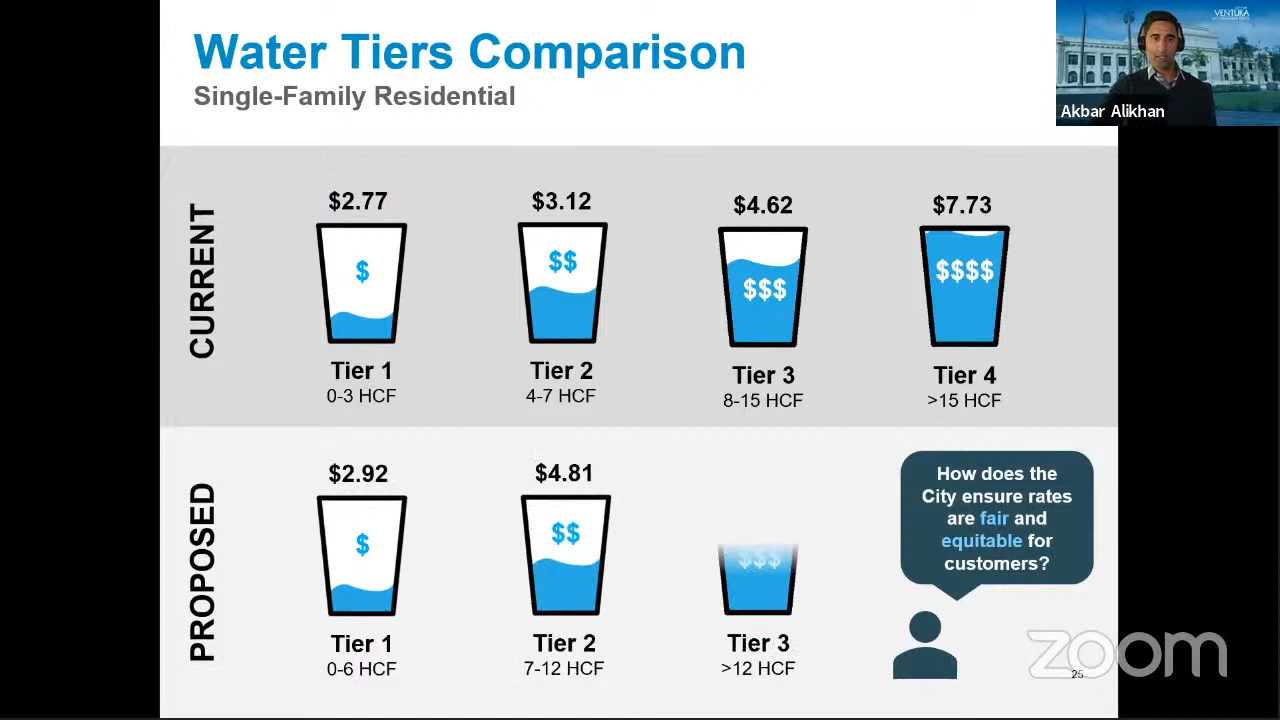 Water Tiers Comparison
Single-Family Residential
VENTURA
Akbar Alikhan
CURRENT
$2.77
$3.12
$4.62
$7.73
$
$$
$$$
$$$$
Tier 1
Tier 2
Tier 3
Tier 4
0-3 HCF
4-7 HCF
8-15 HCF
>15 HCF
PROPOSED
$2.92
$4.81
$
$$
$$$
Tier 1
Tier 2
Tier 3
0-6 HCF
7-12 HCF
>12 HCF
How does the
City ensure rates
are fair and
equitable for
customers?
zoom
25